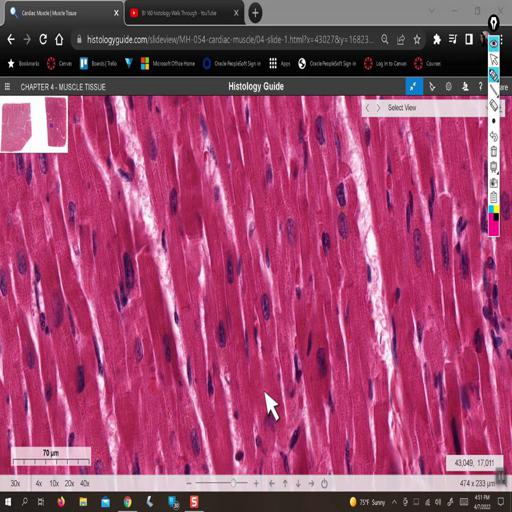 Cardiac Muscle | Muscle Tissue
BY 160 histology Walk Through - YouTube
histologyguide.com/slideview/MH-054-cardiac-muscle/04-slide-1.html?x=43027&y=16823...
Bookmarks
Canvas
Boards | Trello
Microsoft Office Home
Oracle PeopleSoft Sign in
Apps
Oracle PeopleSoft Sign in
Log in to Canvas
Courses
CHAPTER 4 - MUSCLE TISSUE
Histology Guide
Select View
70 µm
43,049, 17,011
30x 4x 10x 20x 40x
474 x 233 µm
75°F Sunny
4:51 PM
4/7/2022